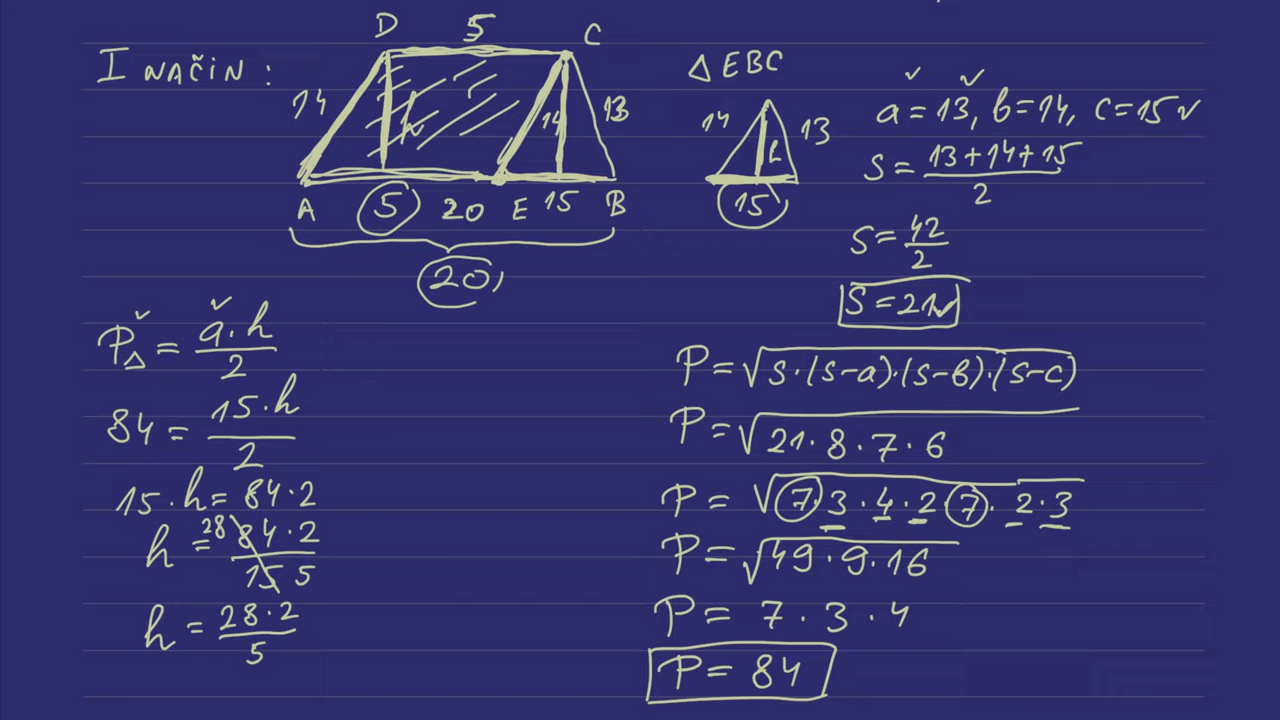 I NAČIN:
D 5 C
14 h 14 13
A 5 20 E 15 B
20
△EBC
14 h 13
15
a = 13, b = 14, c = 15
S = (13+14+15)/2
S = 42/2
S = 21
P△ = a·h/2
84 = 15·h/2
15·h = 84·2
h = 28 84·2/15 5
h = 28·2/5
P = √s·(s-a)·(s-b)·(s-c)
P = √21·8·7·6
P = √7·3·4·2·7·2·3
P = √49·9·16
P = 7·3·4
P = 84